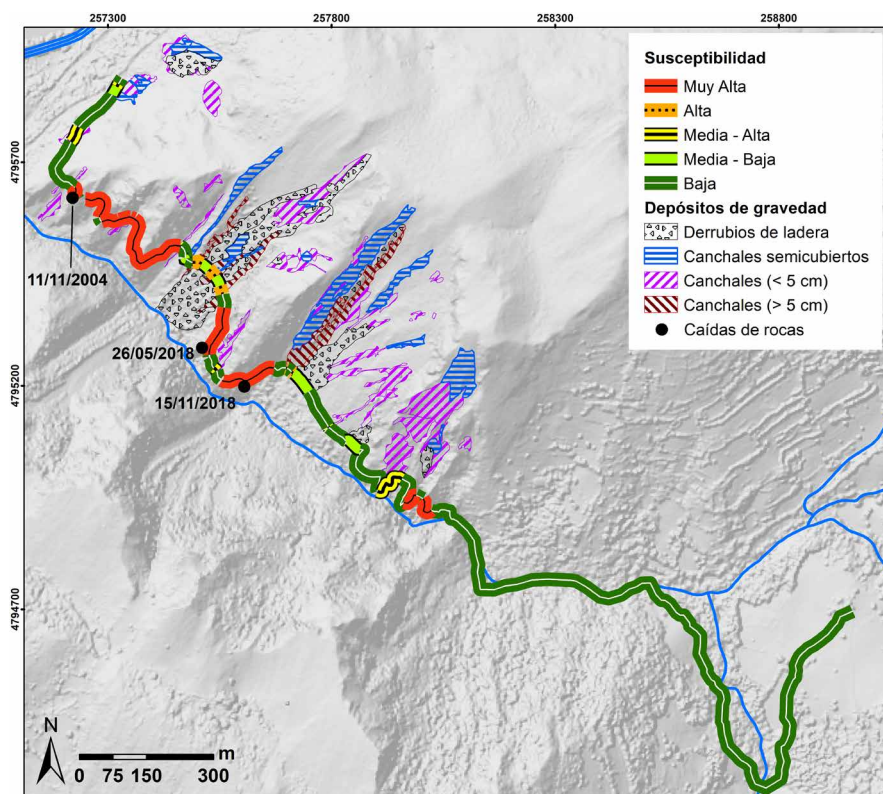 257300
257800
258300
258800
4795700
4795200
4794700
Susceptibilidad
Muy Alta
Alta
Media - Alta
Media - Baja
Baja
Depósitos de gravedad
Derrubios de ladera
Canchales semicubiertos
Canchales (< 5 cm)
Canchales (> 5 cm)
Caídas de rocas
11/11/2004
26/05/2018
15/11/2018
N
m
0 75 150 300